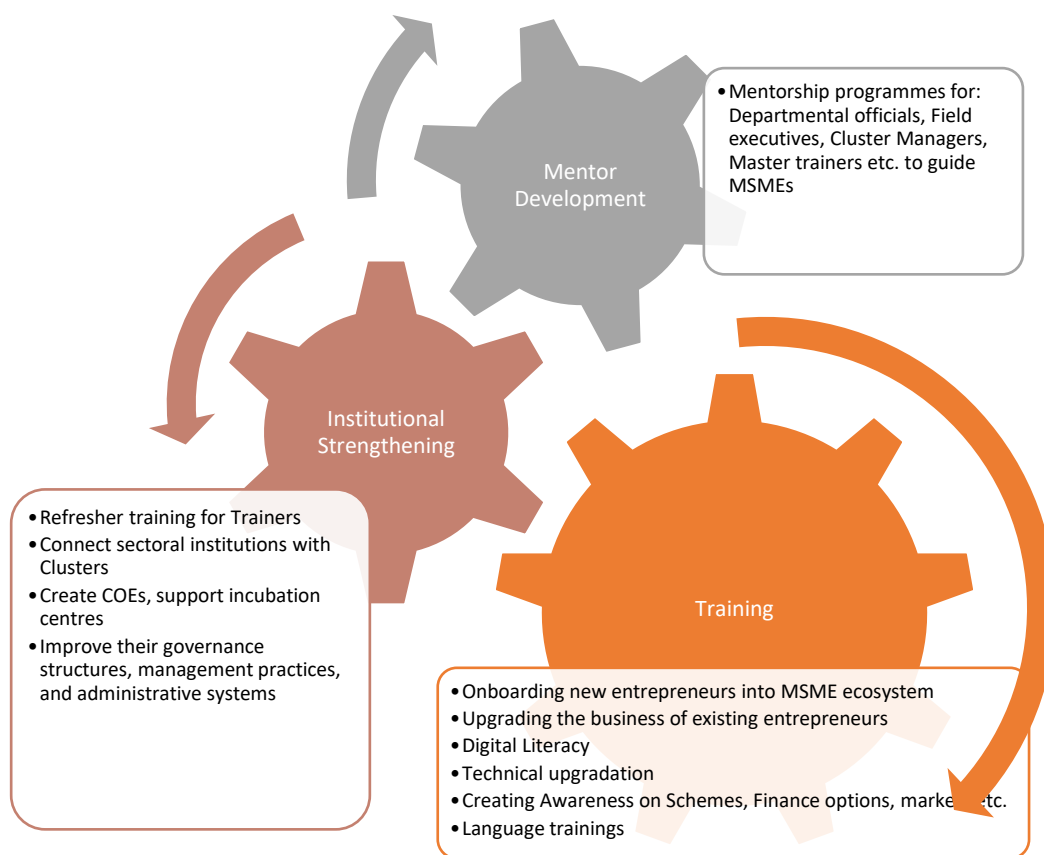 Mentor
Development
•Mentorship programmes for:
Departmental officials, Field
executives, Cluster Managers,
Master trainers etc. to guide
MSMEs
Institutional
Strengthening
•Refresher training for Trainers
•Connect sectoral institutions with
Clusters
•Create COEs, support incubation
centres
•Improve their governance
structures, management practices,
and administrative systems
Training
•Onboarding new entrepreneurs into MSME ecosystem
•Upgrading the business of existing entrepreneurs
•Digital Literacy
•Technical upgradation
•Creating Awareness on Schemes, Finance options, market etc.
•Language trainings